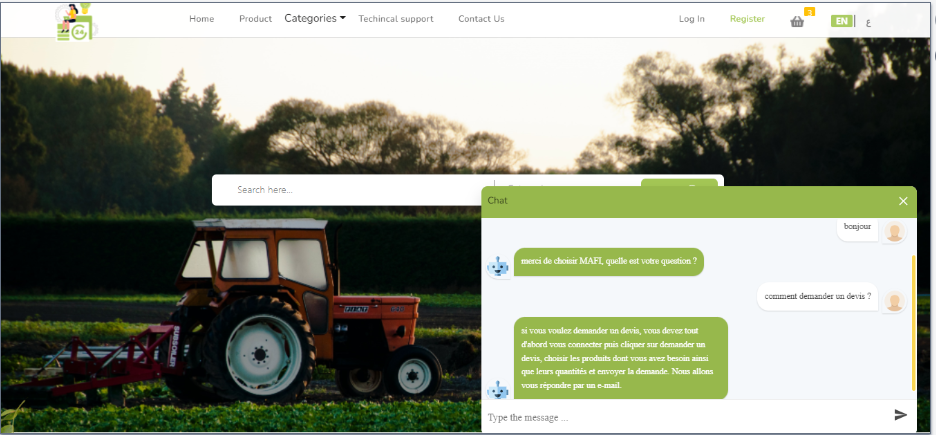 24
Home Product Categories Techincal support Contact Us Log In Register 3 EN ع
Search here...
Chat
bonjour
merci de choisir MAFI, quelle est votre question ?
comment demander un devis ?
si vous voulez demander un devis, vous devez tout
d'abord vous connecter puis cliquer sur demander un
devis, choisir les produits dont vous avez besoin ainsi
que leurs quantités et envoyer la demande. Nous allons
vous répondre par un e-mail.
SUBSOILER
Type the message ...